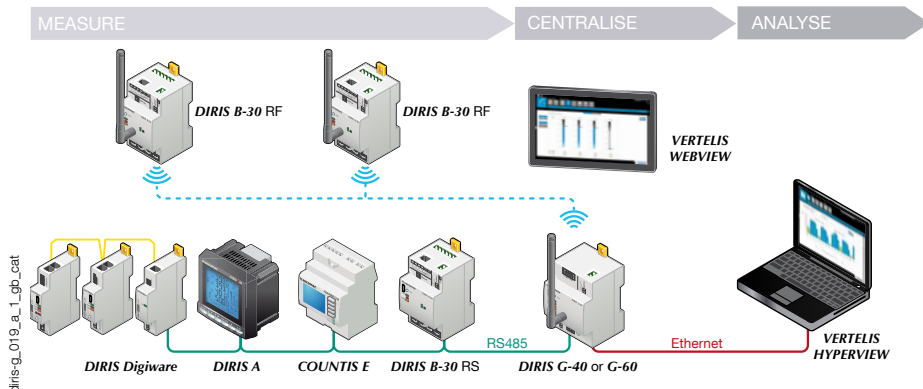 MEASURE
CENTRALISE
ANALYSE
DIRIS B-30 RF
DIRIS B-30 RF
VERTELIS
WEBVIEW
diris-g_019_a_1_gb_cat
RS485
Ethernet
DIRIS Digiware
DIRIS A
COUNTIS E
DIRIS B-30 RS
DIRIS G-40 or G-60
VERTELIS
HYPERVIEW